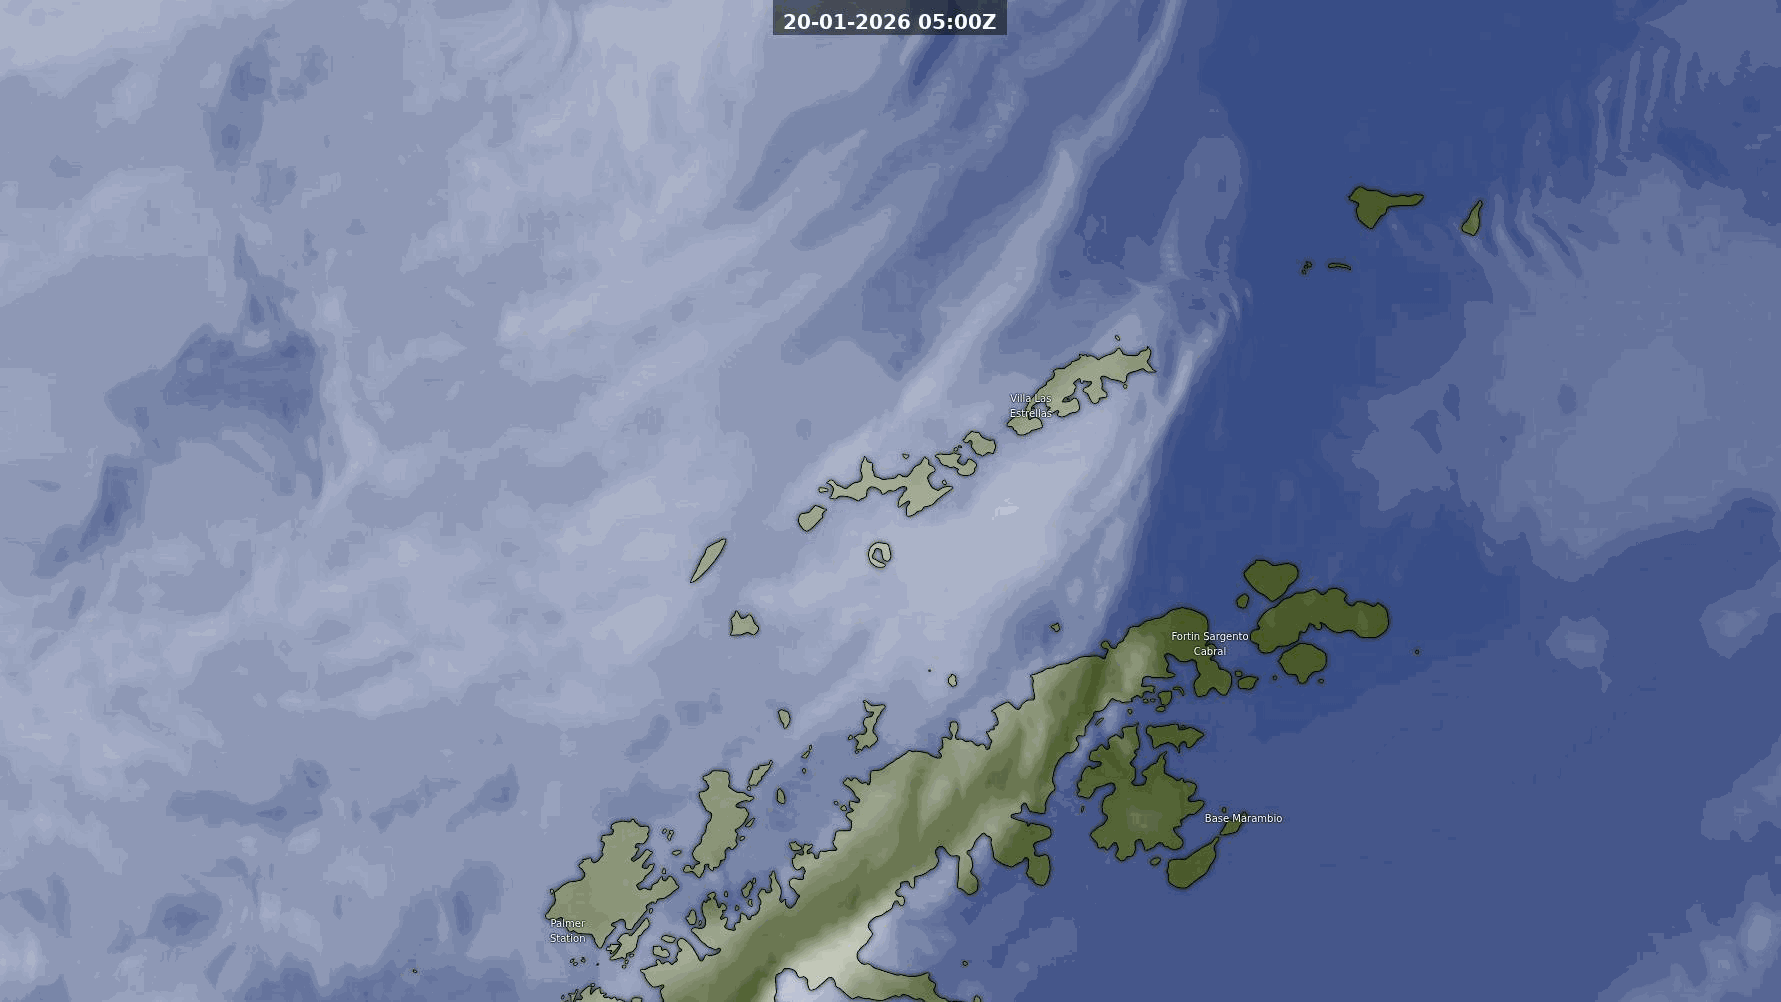 20-01-2026 05:00Z
Villa Las
Estrellas
Fortin Sargento
Cabral
Base Marambio
Palmer
Station